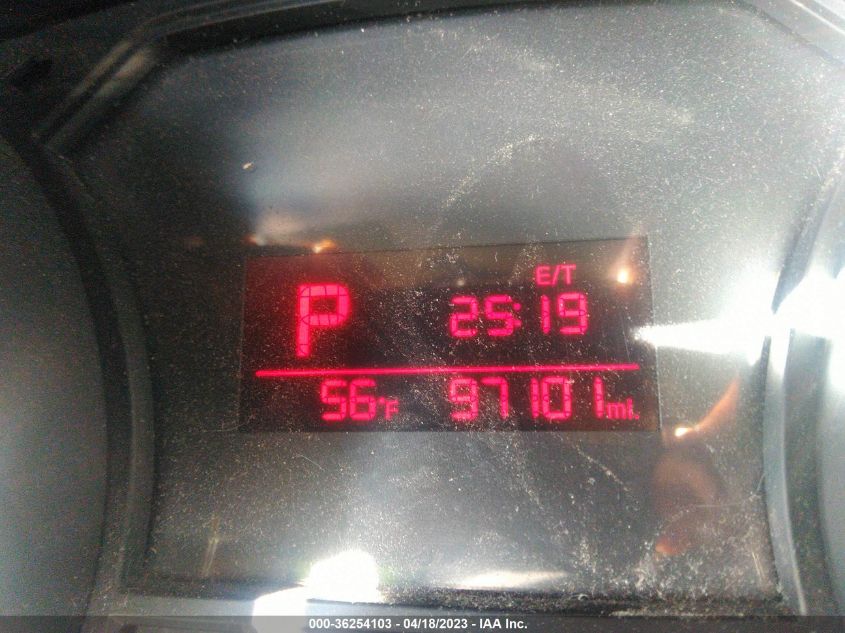 E/T
P 25:19
56°F 97101 mi.
000-36254103 - 04/18/2023 - IAA Inc.